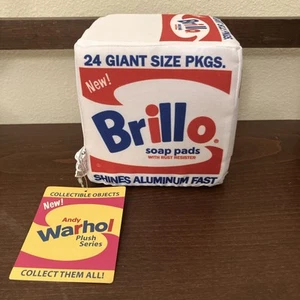 Brillo
24 GIANT SIZE PKGS.
New!
Brillo®
soap pads
WITH RUST RESISTER
SHINES ALUMINUM FAST
COLLECTIBLE OBJECTS
New!
Andy
Warhol
Plush
Series
COLLECT THEM ALL!